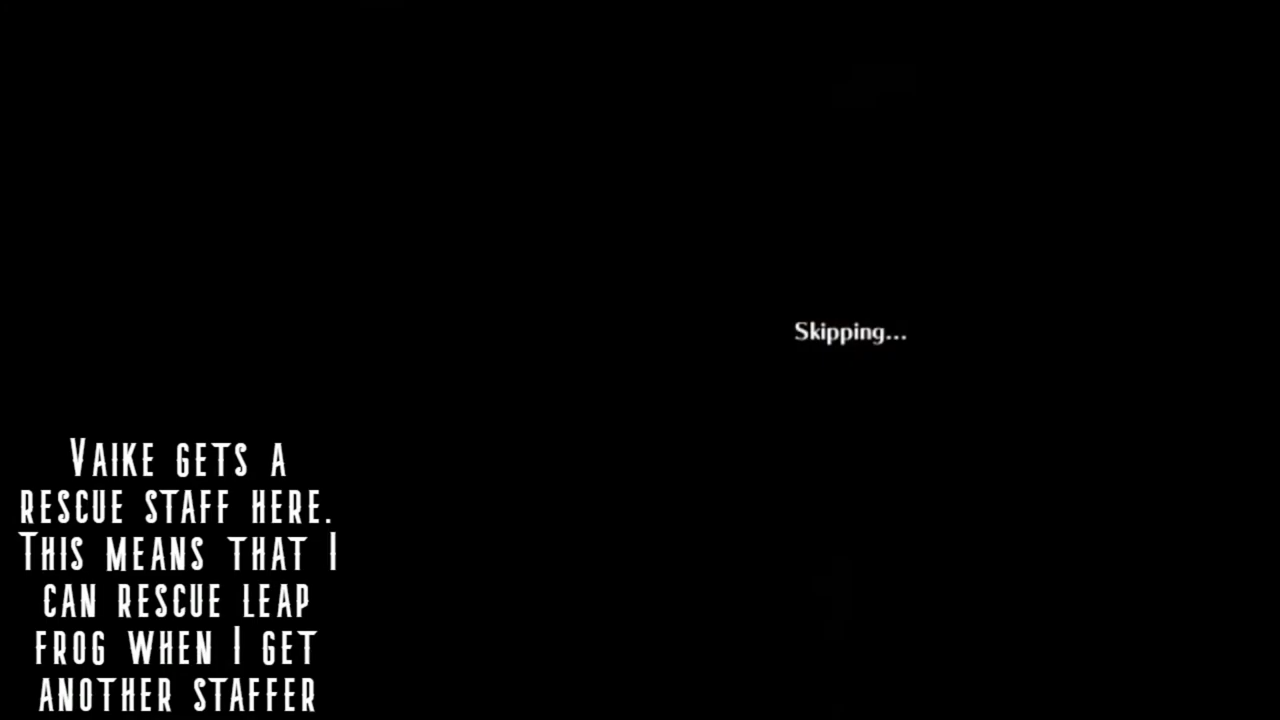 Skipping...
Vaike gets a
rescue staff here.
This means that I
can rescue leap
frog when I get
another staffer